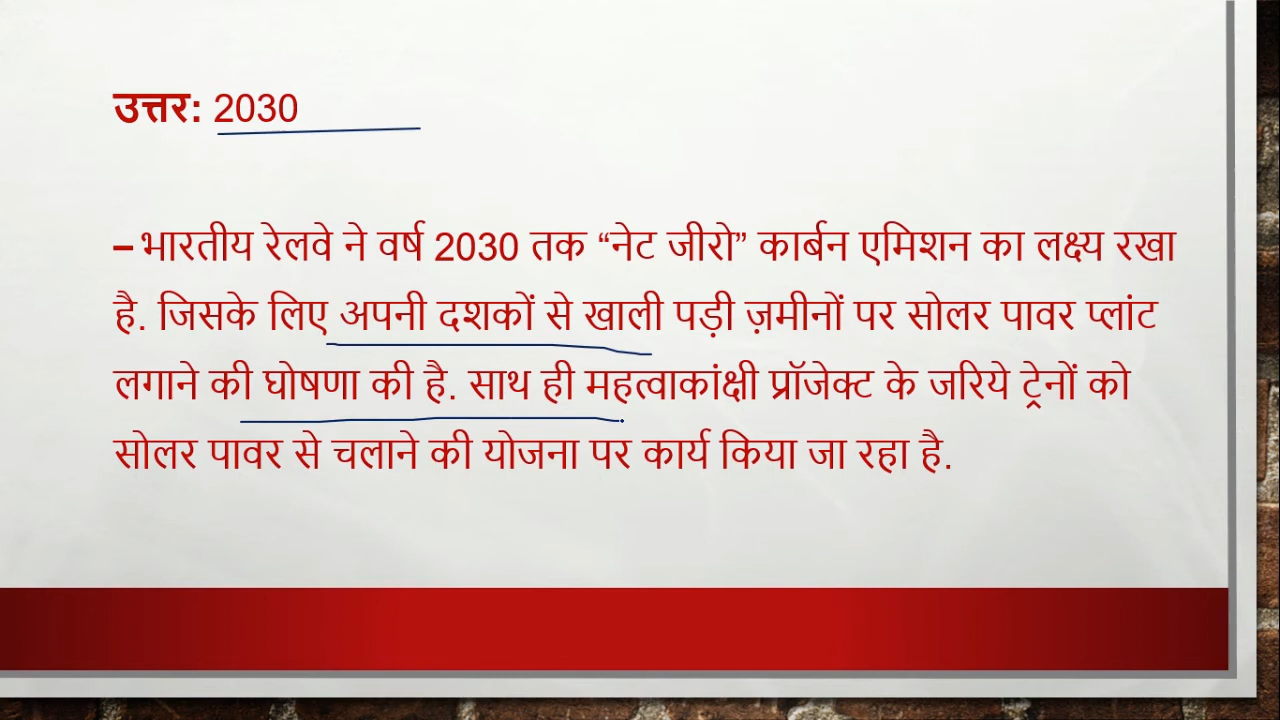 उत्तर: 2030
– भारतीय रेलवे ने वर्ष 2030 तक “नेट जीरो” कार्बन एमिशन का लक्ष्य रखा
है. जिसके लिए अपनी दशकों से खाली पड़ी ज़मीनों पर सोलर पावर प्लांट
लगाने की घोषणा की है. साथ ही महत्वाकांक्षी प्रॉजेक्ट के जरिये ट्रेनों को
सोलर पावर से चलाने की योजना पर कार्य किया जा रहा है.